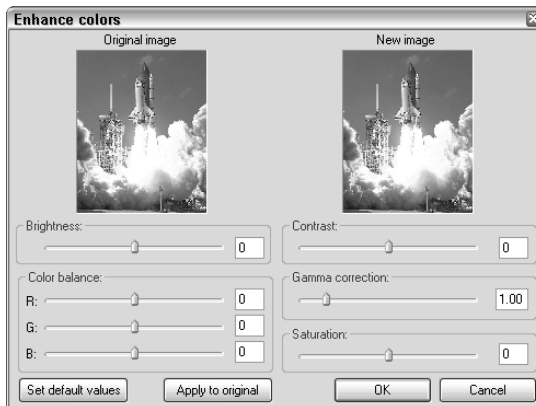 Enhance colors
Original image
New image
Brightness:
0
Contrast:
0
Color balance:
R:
0
G:
0
B:
0
Gamma correction:
1.00
Saturation:
0
Set default values
Apply to original
OK
Cancel